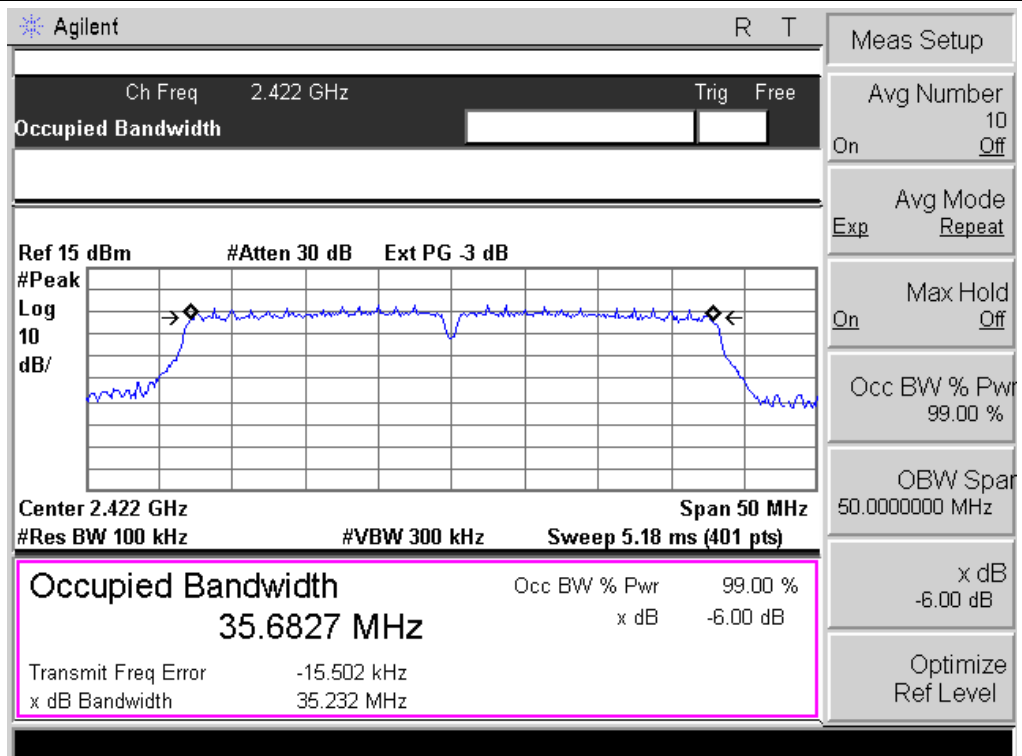 Agilent R T
Ch Freq 2.422 GHz Trig Free
Occupied Bandwidth
Ref 15 dBm #Atten 30 dB Ext PG -3 dB
#Peak
Log
10
dB/
Center 2.422 GHz Span 50 MHz
#Res BW 100 kHz #VBW 300 kHz Sweep 5.18 ms (401 pts)
Occupied Bandwidth Occ BW % Pwr 99.00 %
35.6827 MHz x dB -6.00 dB
Transmit Freq Error -15.502 kHz
x dB Bandwidth 35.232 MHz
Meas Setup
Avg Number
10
On Off
Avg Mode
Exp Repeat
Max Hold
On Off
Occ BW % Pwr
99.00 %
OBW Span
50.0000000 MHz
x dB
-6.00 dB
Optimize
Ref Level